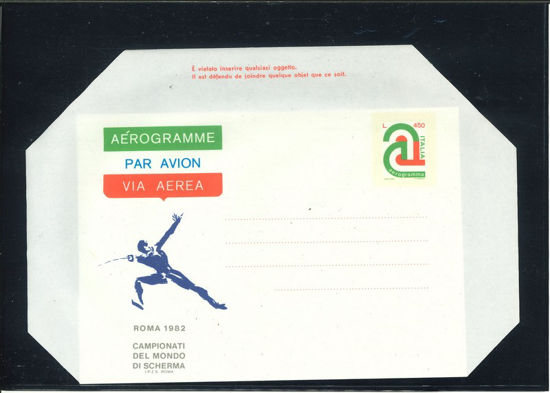 È vietato inserire qualsiasi oggetto.
Il est défendu de joindre quelque objet que ce soit.
AÉROGRAMME
PAR AVION
VIA AEREA
L. 450
ITALIA
aerogramma
ROMA 1982
CAMPIONATI
DEL MONDO
DI SCHERMA
I.P.Z.S. ROMA